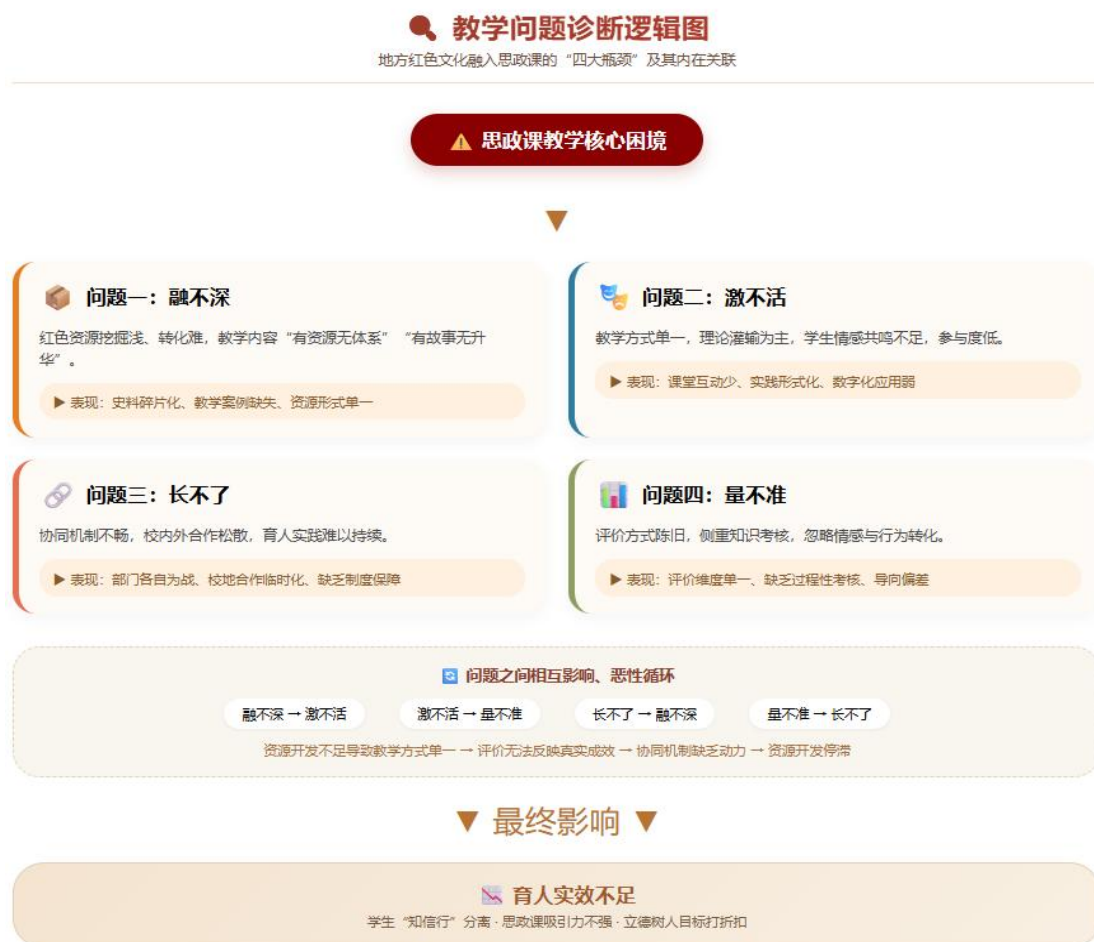 教学问题诊断逻辑图
地方红色文化融入思政课的“四大瓶颈”及其内在关联
思政课教学核心困境
▼
问题一：融不深
红色资源挖掘浅、转化难，教学内容“有资源无体系”“有故事无升
华”。
▶ 表现：史料碎片化、教学案例缺失、资源形式单一
问题二：激不活
教学方式单一，理论灌输为主，学生情感共鸣不足，参与度低。
▶ 表现：课堂互动少、实践形式化、数字化应用弱
问题三：长不了
协同机制不畅，校内外合作松散，育人实践难以持续。
▶ 表现：部门各自为战、校地合作临时化、缺乏制度保障
问题四：量不准
评价方式陈旧，侧重知识考核，忽略情感与行为转化。
▶ 表现：评价维度单一、缺乏过程性考核、导向偏差
问题之间相互影响、恶性循环
融不深 → 激不活
激不活 → 量不准
长不了 → 融不深
量不准 → 长不了
资源开发不足导致教学方式单一 → 评价无法反映真实成效 → 协同机制缺乏动力 → 资源开发停滞
▼ 最终影响 ▼
育人实效不足
学生“知信行”分离 · 思政课吸引力不强 · 立德树人目标打折扣